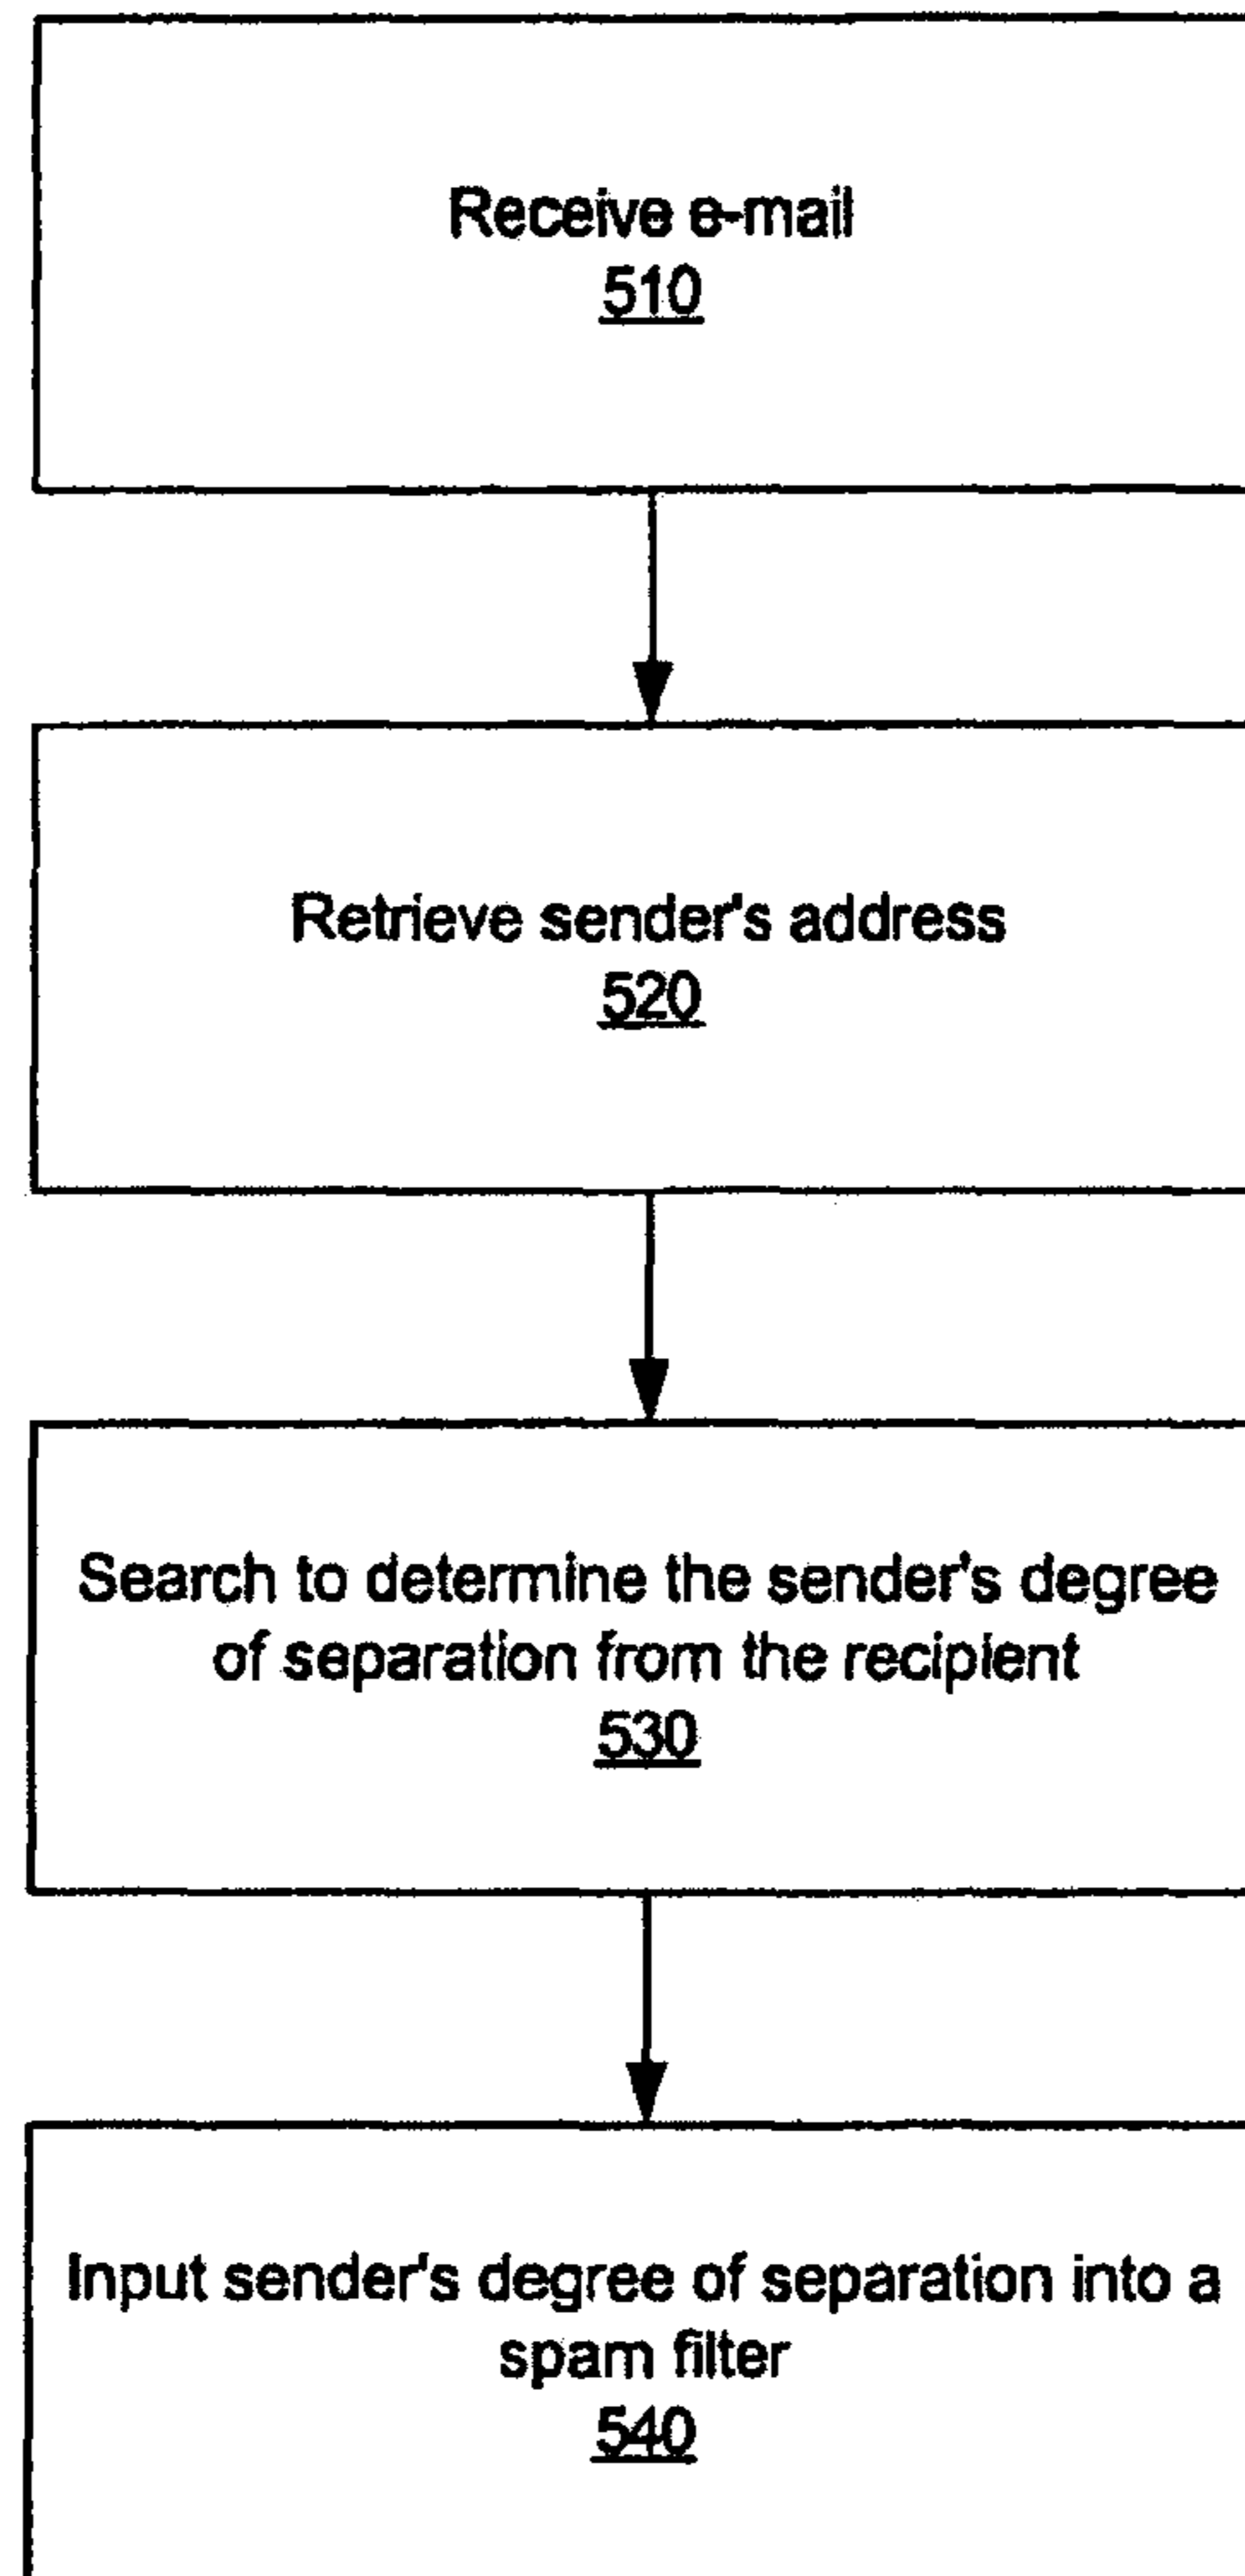 Receive e-mail
510
Retrieve sender's address
520
Search to determine the sender's degree
of separation from the recipient
530
Input sender's degree of separation into a
spam filter
540